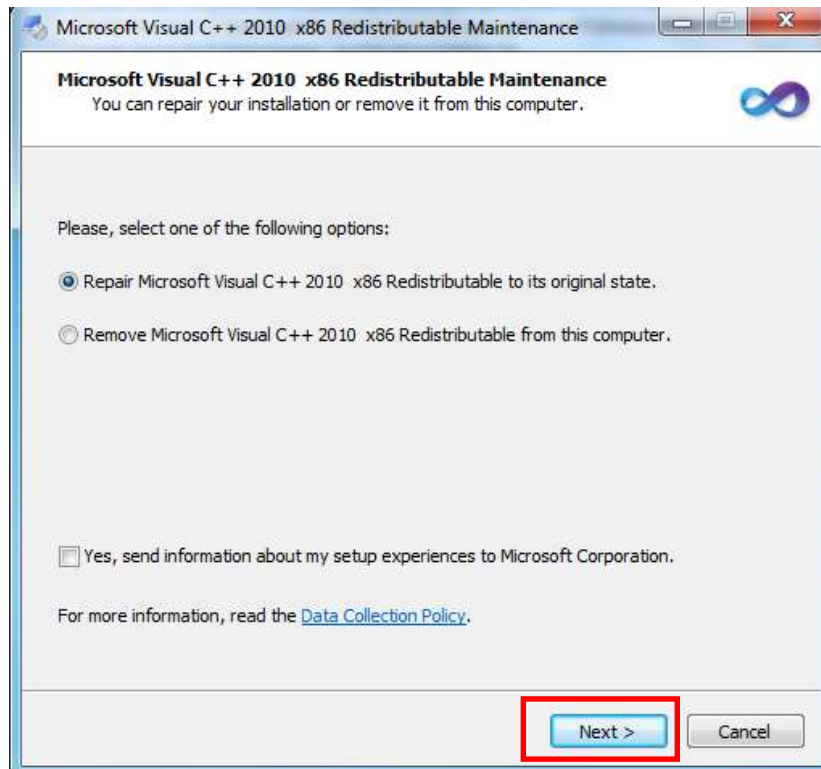 Microsoft Visual C++ 2010 x86 Redistributable Maintenance
Microsoft Visual C++ 2010 x86 Redistributable Maintenance
You can repair your installation or remove it from this computer.
Please, select one of the following options:
Repair Microsoft Visual C++ 2010 x86 Redistributable to its original state.
Remove Microsoft Visual C++ 2010 x86 Redistributable from this computer.
Yes, send information about my setup experiences to Microsoft Corporation.
For more information, read the Data Collection Policy.
Next > Cancel